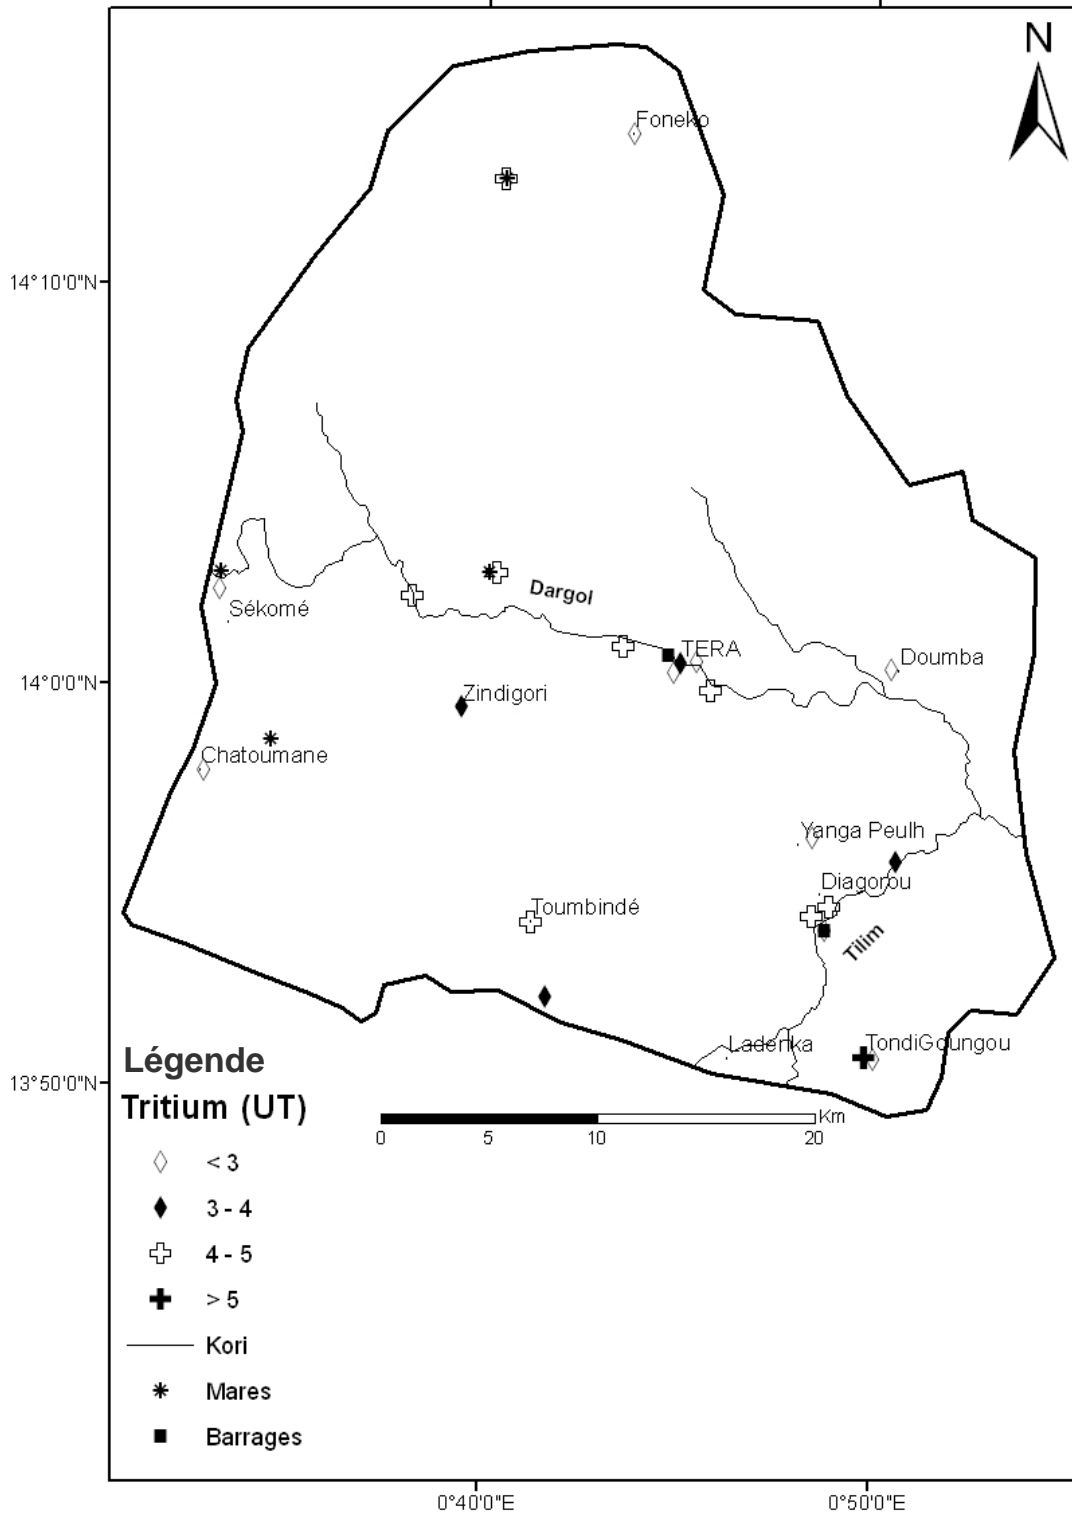 N
Foneko
14°10'0"N
Dargol
Sékomé
TERA
Doumba
14°0'0"N
Zindigori
Chatoumane
Yanga Peulh
Diagorou
Toumbindé
Tilim
Ladenka
TondiGoungou
13°50'0"N
Légende
Tritium (UT)
Km
0 5 10 20
< 3
3 - 4
4 - 5
> 5
Kori
Mares
Barrages
0°40'0"E 0°50'0"E